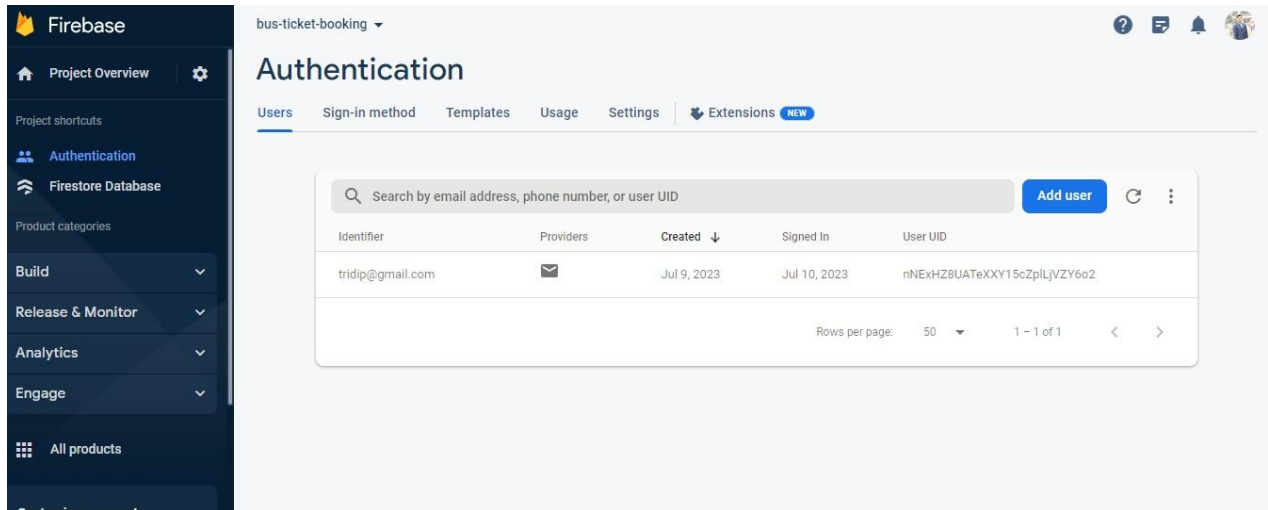 Firebase
bus-ticket-booking
Project Overview
Authentication
Project shortcuts
Users Sign-in method Templates Usage Settings Extensions NEW
Authentication
Firestore Database
Search by email address, phone number, or user UID Add user
Product categories
Identifier Providers Created Signed In User UID
Build
tridip@gmail.com Jul 9, 2023 Jul 10, 2023 nNExHZ8UATeXXY15cZplLjVZY6o2
Release & Monitor
Rows per page: 50 1 – 1 of 1
Analytics
Engage
All products